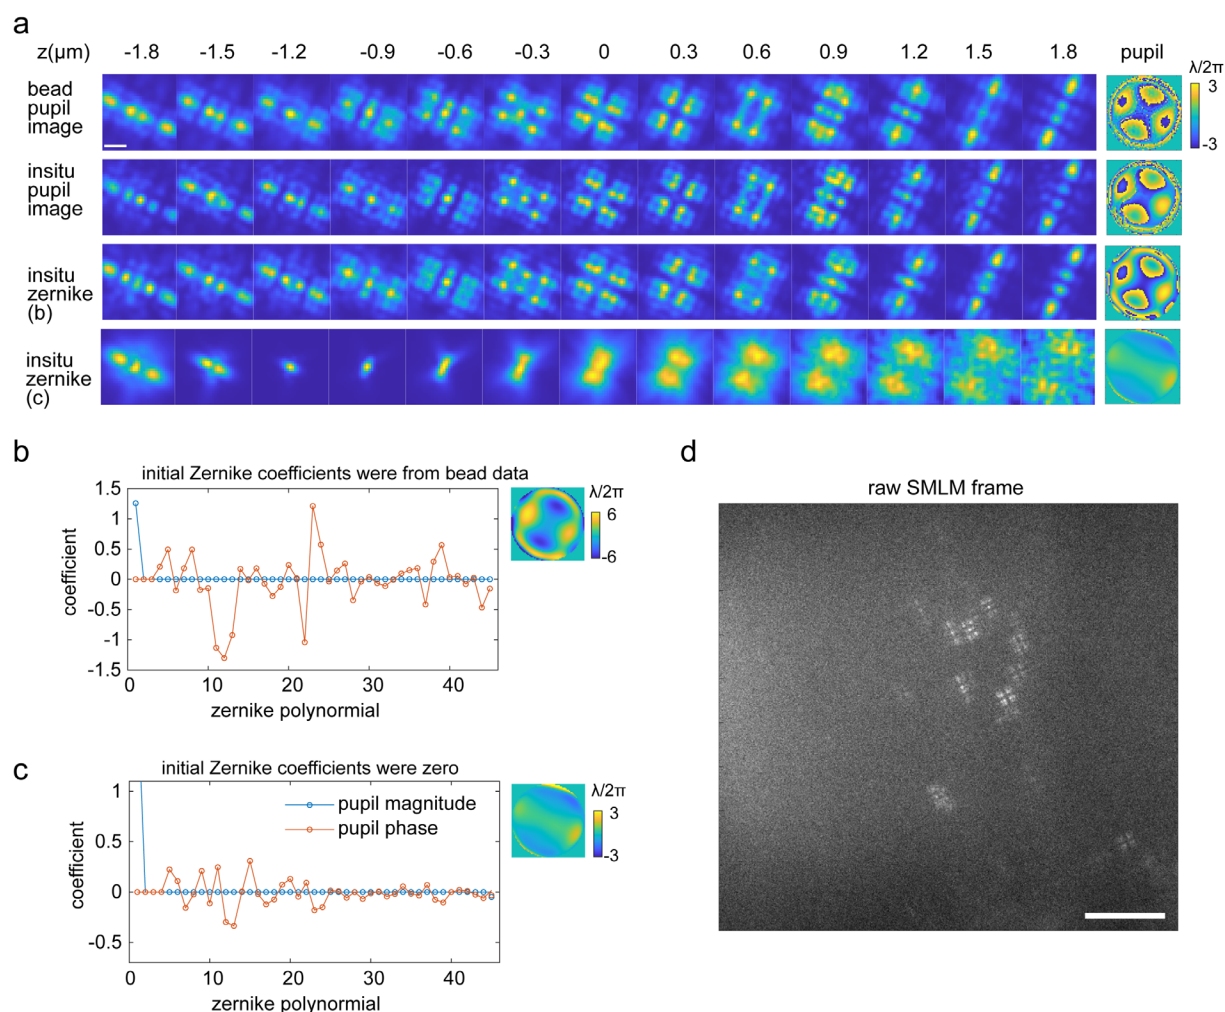 a
z(µm) -1.8 -1.5 -1.2 -0.9 -0.6 -0.3 0 0.3 0.6 0.9 1.2 1.5 1.8 pupil
λ/2π
bead
pupil
image
3
-3
insitu
pupil
image
insitu
zernike
(b)
insitu
zernike
(c)
b
initial Zernike coefficients were from bead data
1.5
1
0.5
0
-0.5
-1
-1.5
coefficient
0 10 20 30 40
zernike polynormial
λ/2π
6
-6
c
initial Zernike coefficients were zero
1
0.5
0
-0.5
coefficient
pupil magnitude
pupil phase
0 10 20 30 40
zernike polynormial
λ/2π
3
-3
d
raw SMLM frame